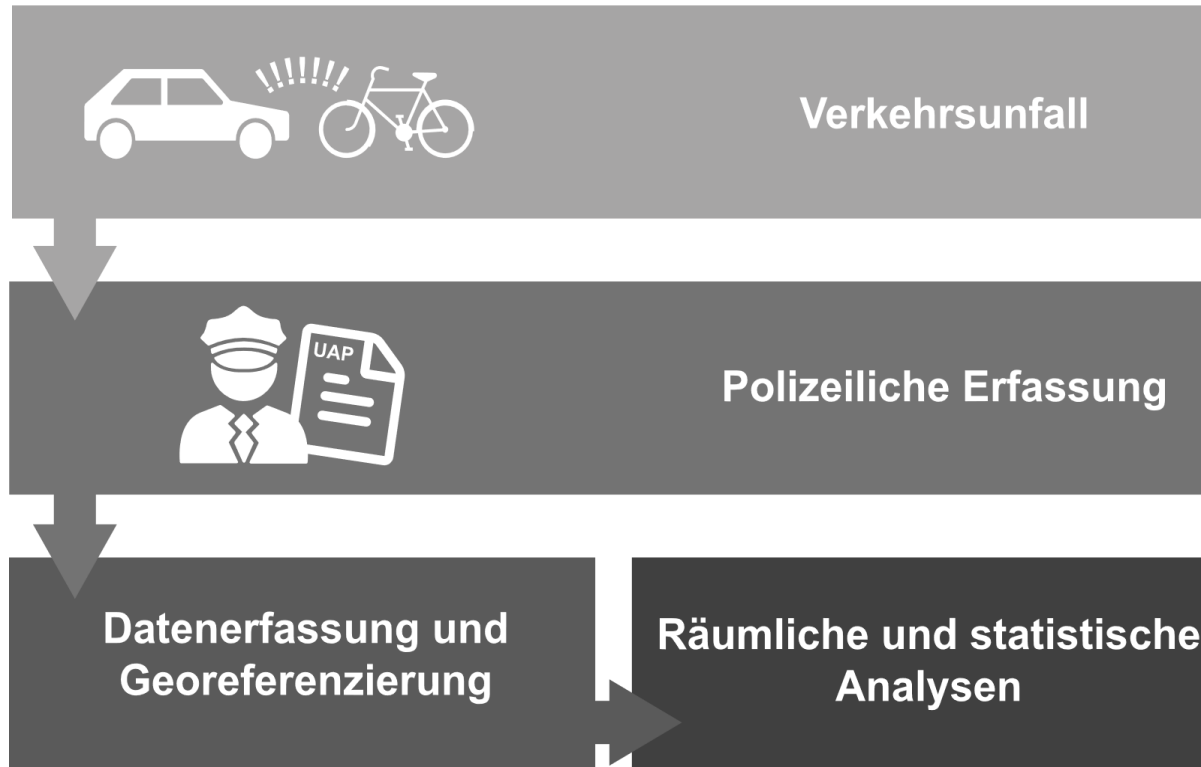 Verkehrsunfall
UAP
Polizeiliche Erfassung
Datenerfassung und
Georeferenzierung
Räumliche und statistische
Analysen